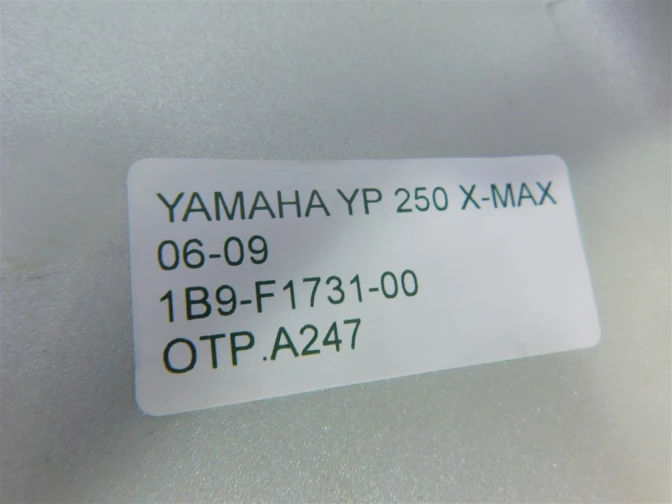 YAMAHA YP 250 X-MAX
06-09
1B9-F1731-00
OTP.A247